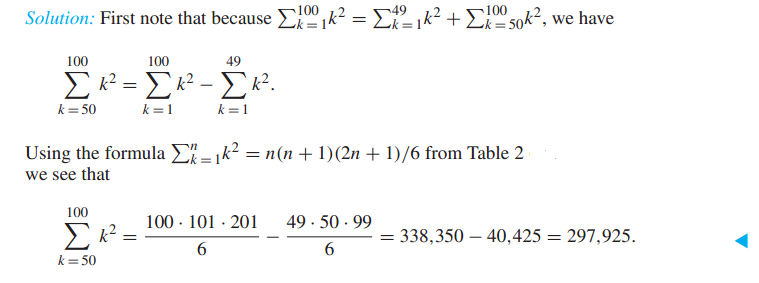 Solution: First note that because ∑_{k=1}^{100} k² = ∑_{k=1}^{49} k² + ∑_{k=50}^{100} k², we have
∑_{k=50}^{100} k² = ∑_{k=1}^{100} k² − ∑_{k=1}^{49} k².
Using the formula ∑_{k=1}^{n} k² = n(n + 1)(2n + 1)/6 from Table 2
we see that
∑_{k=50}^{100} k² = \frac{100 · 101 · 201}{6} − \frac{49 · 50 · 99}{6} = 338,350 − 40,425 = 297,925.